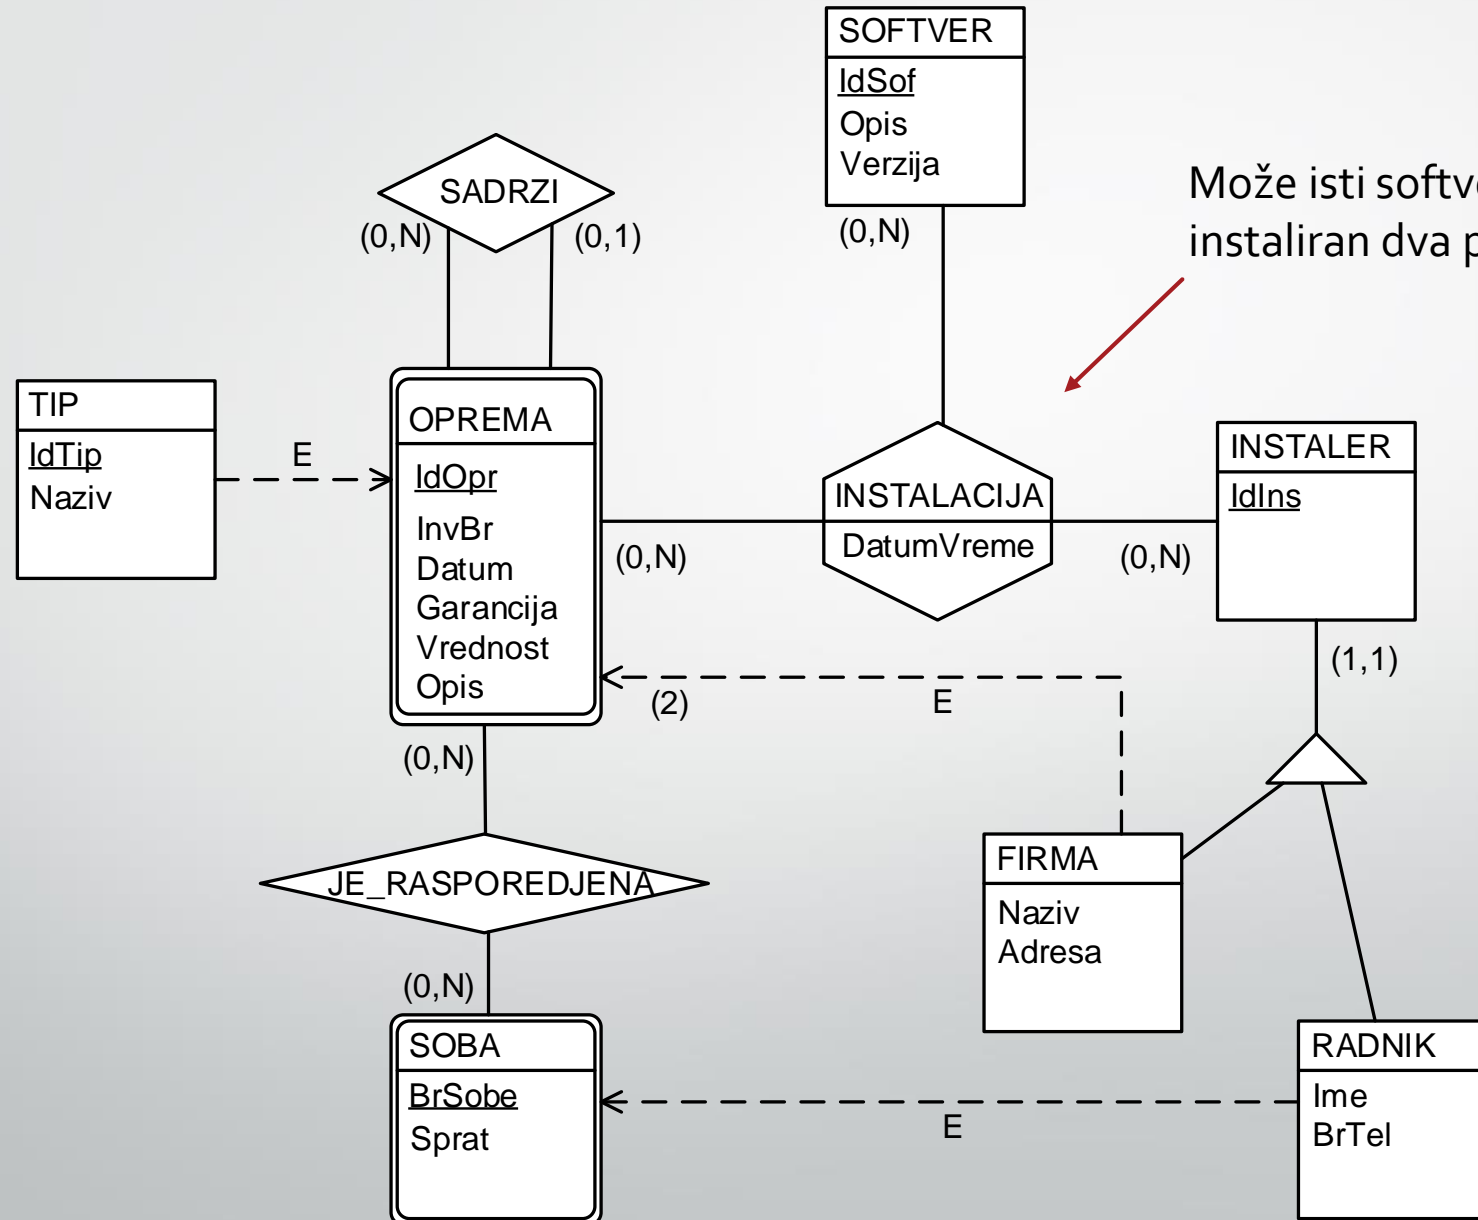 SOFTVER
IdSof
Opis
Verzija
Može isti
instaliran dva
SADRZI
(0,N)
(0,1)
(0,N)
TIP
IdTip
Naziv
E
OPREMA
IdOpr
InvBr
Datum
Garancija
Vrednost
Opis
(0,N)
INSTALACIJA
DatumVreme
(0,N)
INSTALER
IdIns
(1,1)
(2)
E
(0,N)
JE_RASPOREDJENA
(0,N)
FIRMA
Naziv
Adresa
SOBA
BrSobe
Sprat
E
RADNIK
Ime
BrTel